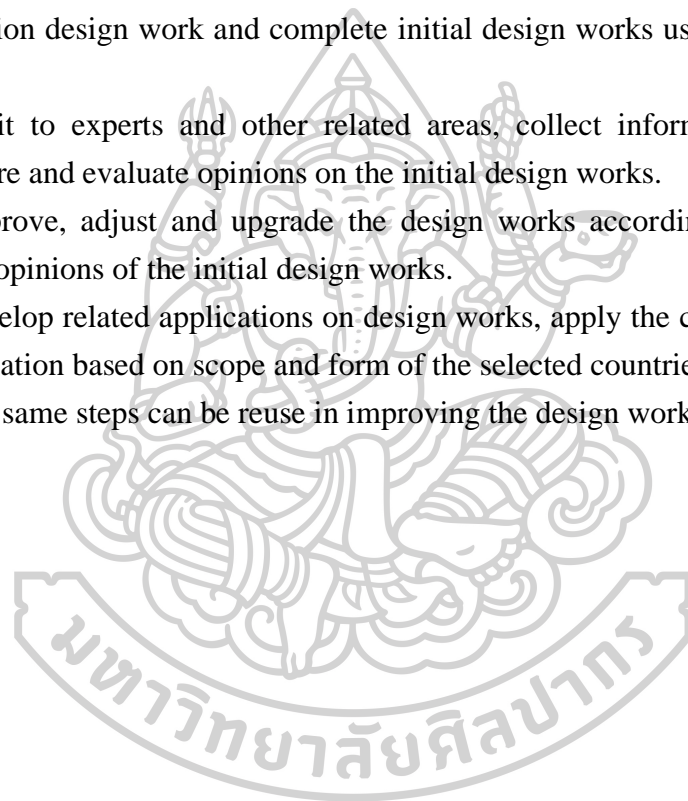 ion design work and complete initial design works us
it to experts and other related areas, collect inform
re and evaluate opinions on the initial design works.
prove, adjust and upgrade the design works accordin
opinions of the initial design works.
elop related applications on design works, apply the c
ation based on scope and form of the selected countrie
same steps can be reuse in improving the design work
มหาวิทยาลัยศิลปากร